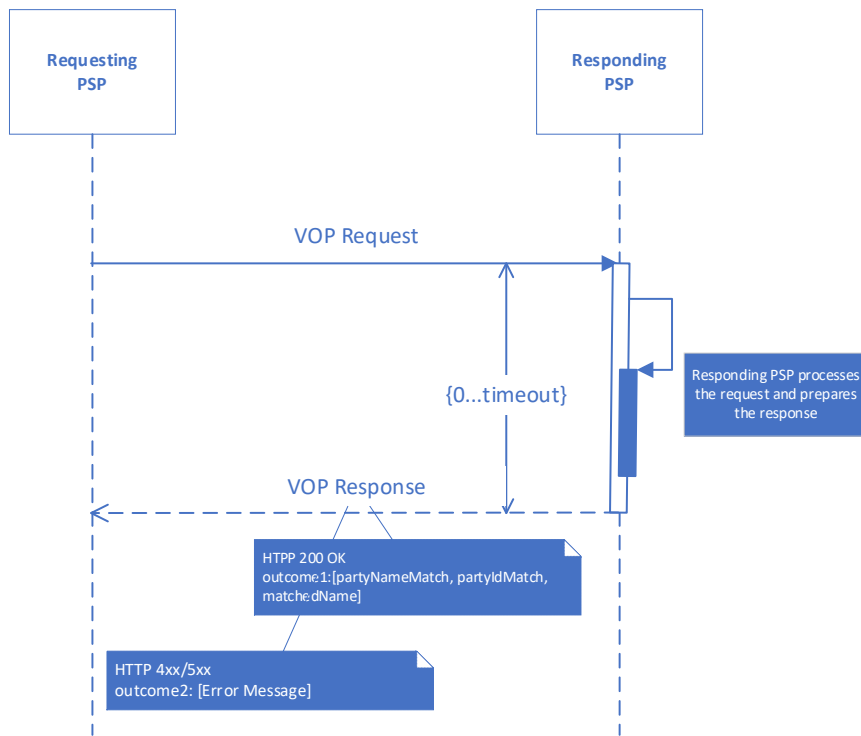 Requesting
PSP
Responding
PSP
VOP Request
{0...timeout}
Responding PSP processes
the request and prepares
the response
VOP Response
HTPP 200 OK
outcome1:[partyNameMatch, partyIdMatch,
matchedName]
HTTP 4xx/5xx
outcome2: [Error Message]